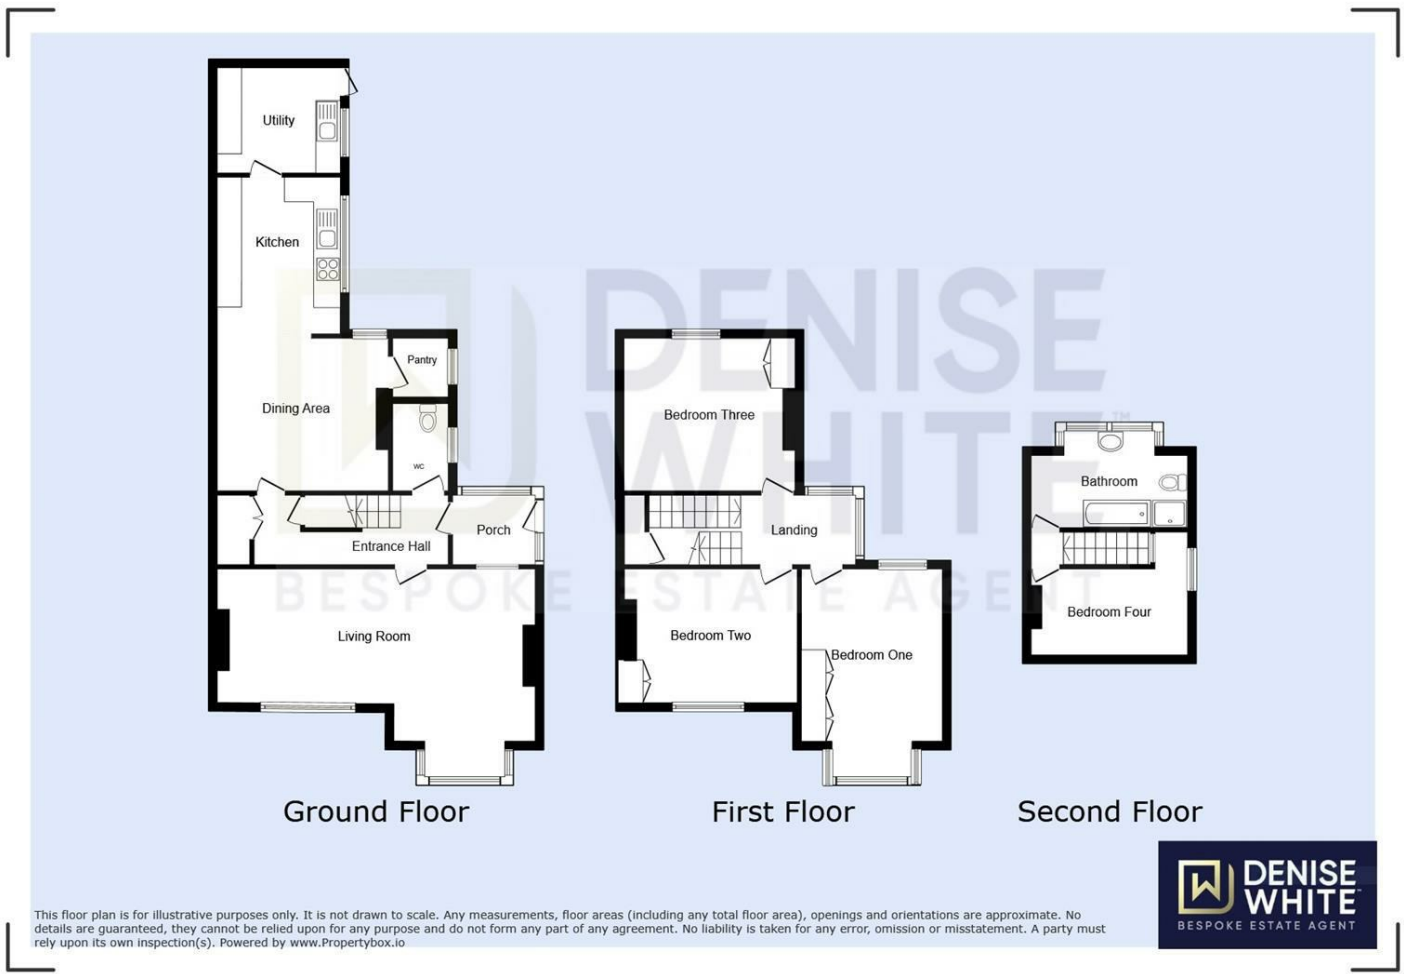 Utility
Kitchen
Pantry
Dining Area
WC
Porch
Entrance Hall
Living Room
Ground Floor
Bedroom Three
Landing
Bedroom Two
Bedroom One
First Floor
Bathroom
Bedroom Four
Second Floor
DENISE
WHITE™
BESPOKE ESTATE AGENT
DENISE
WHITE™
BESPOKE ESTATE AGENT
This floor plan is for illustrative purposes only. It is not drawn to scale. Any measurements, floor areas (including any total floor area), openings and orientations are approximate. No
details are guaranteed, they cannot be relied upon for any purpose and do not form any part of any agreement. No liability is taken for any error, omission or misstatement. A party must
rely upon its own inspection(s). Powered by www.Propertybox.io